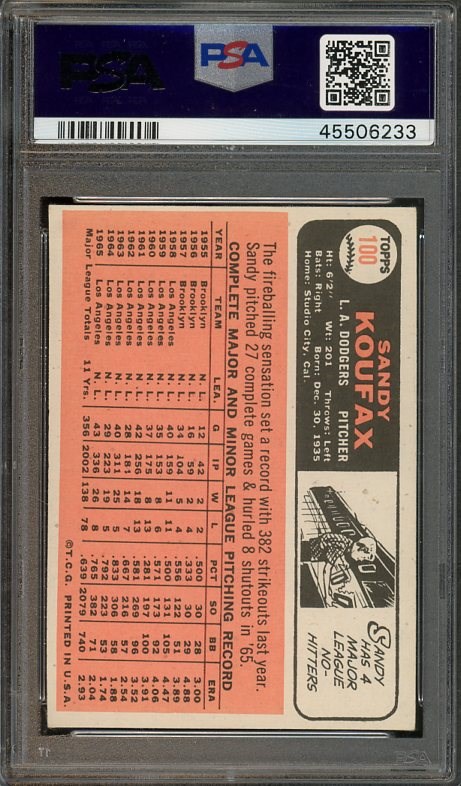 PSA
PSA
45506233
TOPPS
100
SANDY
KOUFAX
L. A. DODGERS PITCHER
Ht: 6'2" Wt: 201 Throws: Left
Bats: Right Born: Dec. 30, 1935
Home: Studio City, Cal.
SANDY
HAS 4
MAJOR
LEAGUE
NO-
HITTERS
The fireballing sensation set a record with 382 strikeouts last year.
Sandy pitched 27 complete games & hurled 8 shutouts in '65.
COMPLETE MAJOR AND MINOR LEAGUE PITCHING RECORD
YEAR TEAM LEA. G IP W L PCT SO BB ERA
1955 Brooklyn N. L. 12 42 2 2 .500 30 28 3.00
1956 Brooklyn N. L. 16 59 2 4 .333 30 29 4.88
1957 Brooklyn N. L. 34 104 5 4 .556 122 51 3.89
1958 Los Angeles N. L. 40 159 11 11 .500 131 105 4.47
1959 Los Angeles N. L. 35 153 8 6 .571 173 92
1960 Los Angeles N. L. 37 175 8 13 197 100 3.91
1961 Los Angeles N. L. 42 256 18 13 .581 269 96 3.52
1962 Los Angeles N. L. 28 14 7 .667 216 57 2.54
1963 Los Angeles N. L. 40 311 25 5 .833 306 58 1.88
1964 Los Angeles N. L. 29 223 19 5 .792 223 53 1.74
1965 Los Angeles N. L. 43 336 26 8 .765 382 71 2.04
Major League Totals 11 Yrs. 356 2002 138 78 .639 2079 740 2.93
©T.C.G. PRINTED IN U.S.A.